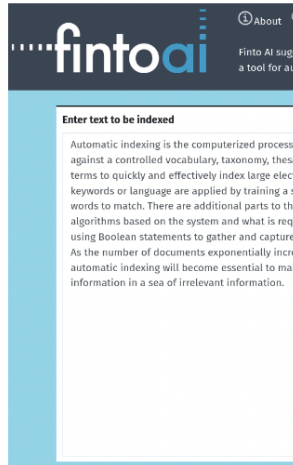 About
fintoai
Finto AI sug
a tool for au
Enter text to be indexed
Automatic indexing is the computerized process
against a controlled vocabulary, taxonomy, thes
terms to quickly and effectively index large elec
keywords or language are applied by training a s
words to match. There are additional parts to th
algorithms based on the system and what is req
using Boolean statements to gather and capture
As the number of documents exponentially incre
automatic indexing will become essential to ma
information in a sea of irrelevant information.